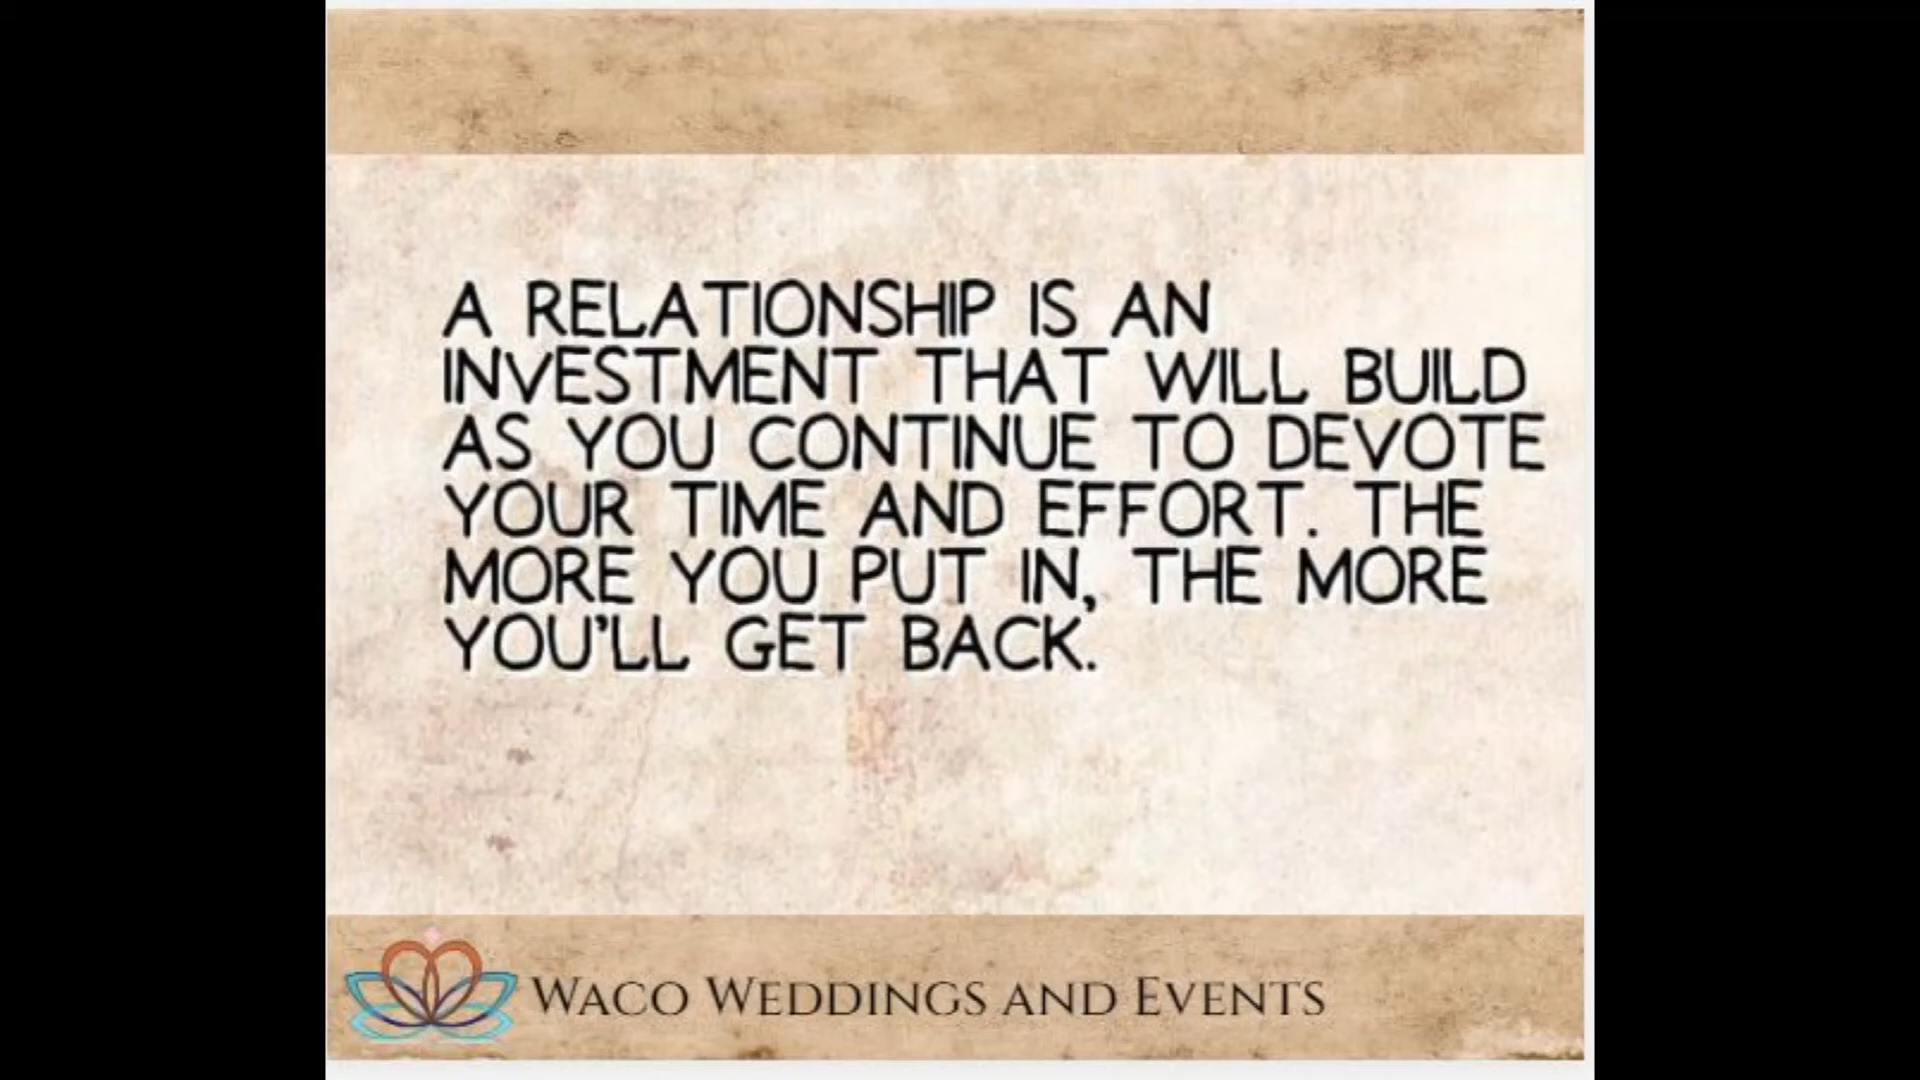 A RELATIONSHIP IS AN
INVESTMENT THAT WILL BUILD
AS YOU CONTINUE TO DEVOTE
YOUR TIME AND EFFORT. THE
MORE YOU PUT IN, THE MORE
YOU'LL GET BACK.
WACO WEDDINGS AND EVENTS